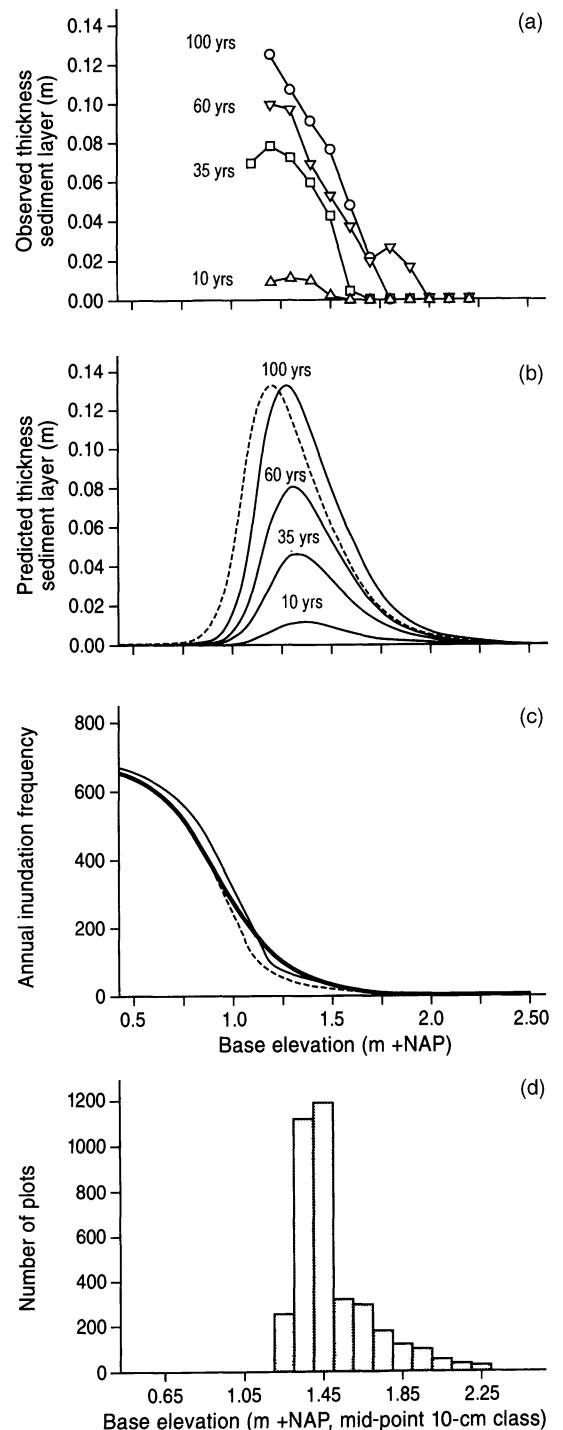 (a)
0.14
0.12
0.10
0.08
0.06
0.04
0.02
0.00
Observed thickness
sediment layer (m)
100 yrs
60 yrs
35 yrs
10 yrs
(b)
0.14
0.12
0.10
0.08
0.06
0.04
0.02
0.00
Predicted thickness
sediment layer (m)
100 yrs
60 yrs
35 yrs
10 yrs
(c)
800
600
400
200
0
Annual inundation frequency
0.5 1.0 1.5 2.0 2.50
Base elevation (m +NAP)
(d)
1200
1000
800
600
400
200
0
Number of plots
0.65 1.05 1.45 1.85 2.25
Base elevation (m +NAP, mid-point 10-cm class)